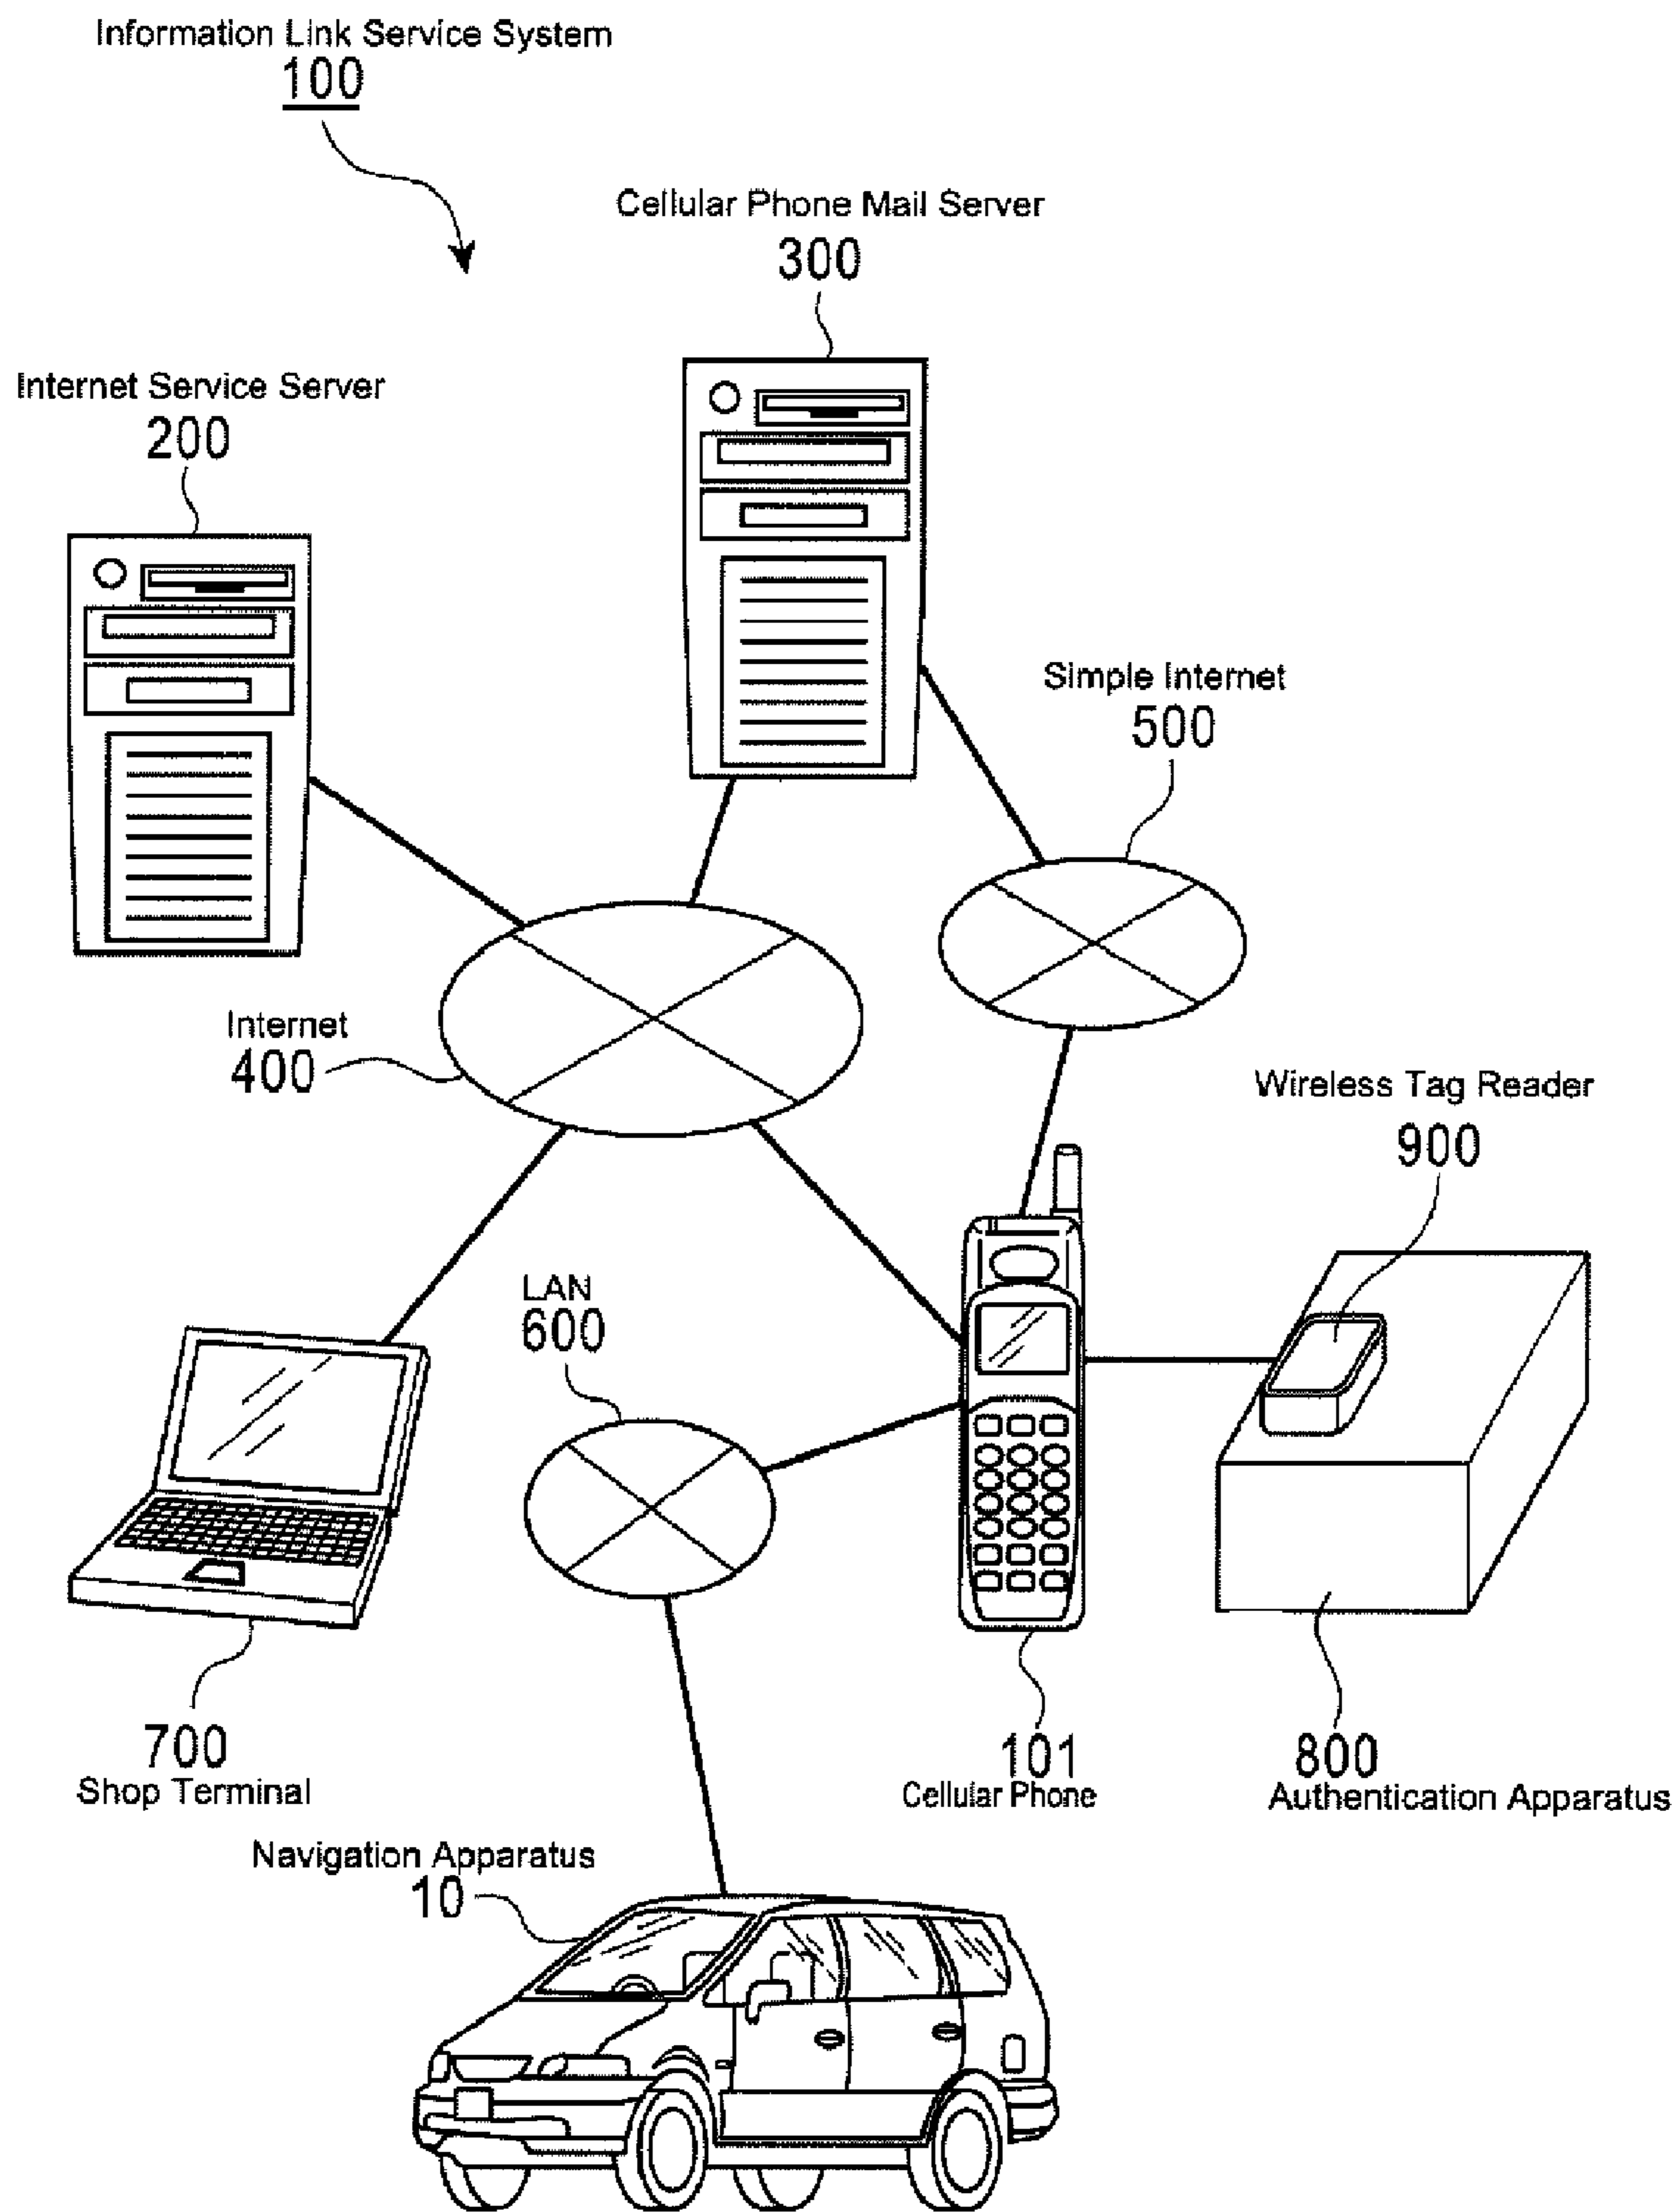 Information Link Service System
100
Cellular Phone Mail Server
300
Internet Service Server
200
Simple Internet
500
Internet
400
Wireless Tag Reader
900
LAN
600
700
Shop Terminal
101
Cellular Phone
800
Authentication Apparatus
Navigation Apparatus
10